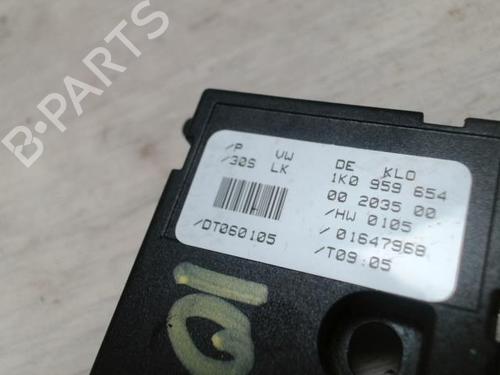 B-PARTS
/P VW DE KLO
/30S LK 1K0 959 654
00 2035 00
/HW 0105
/DT060105 /01647968
/T09:05